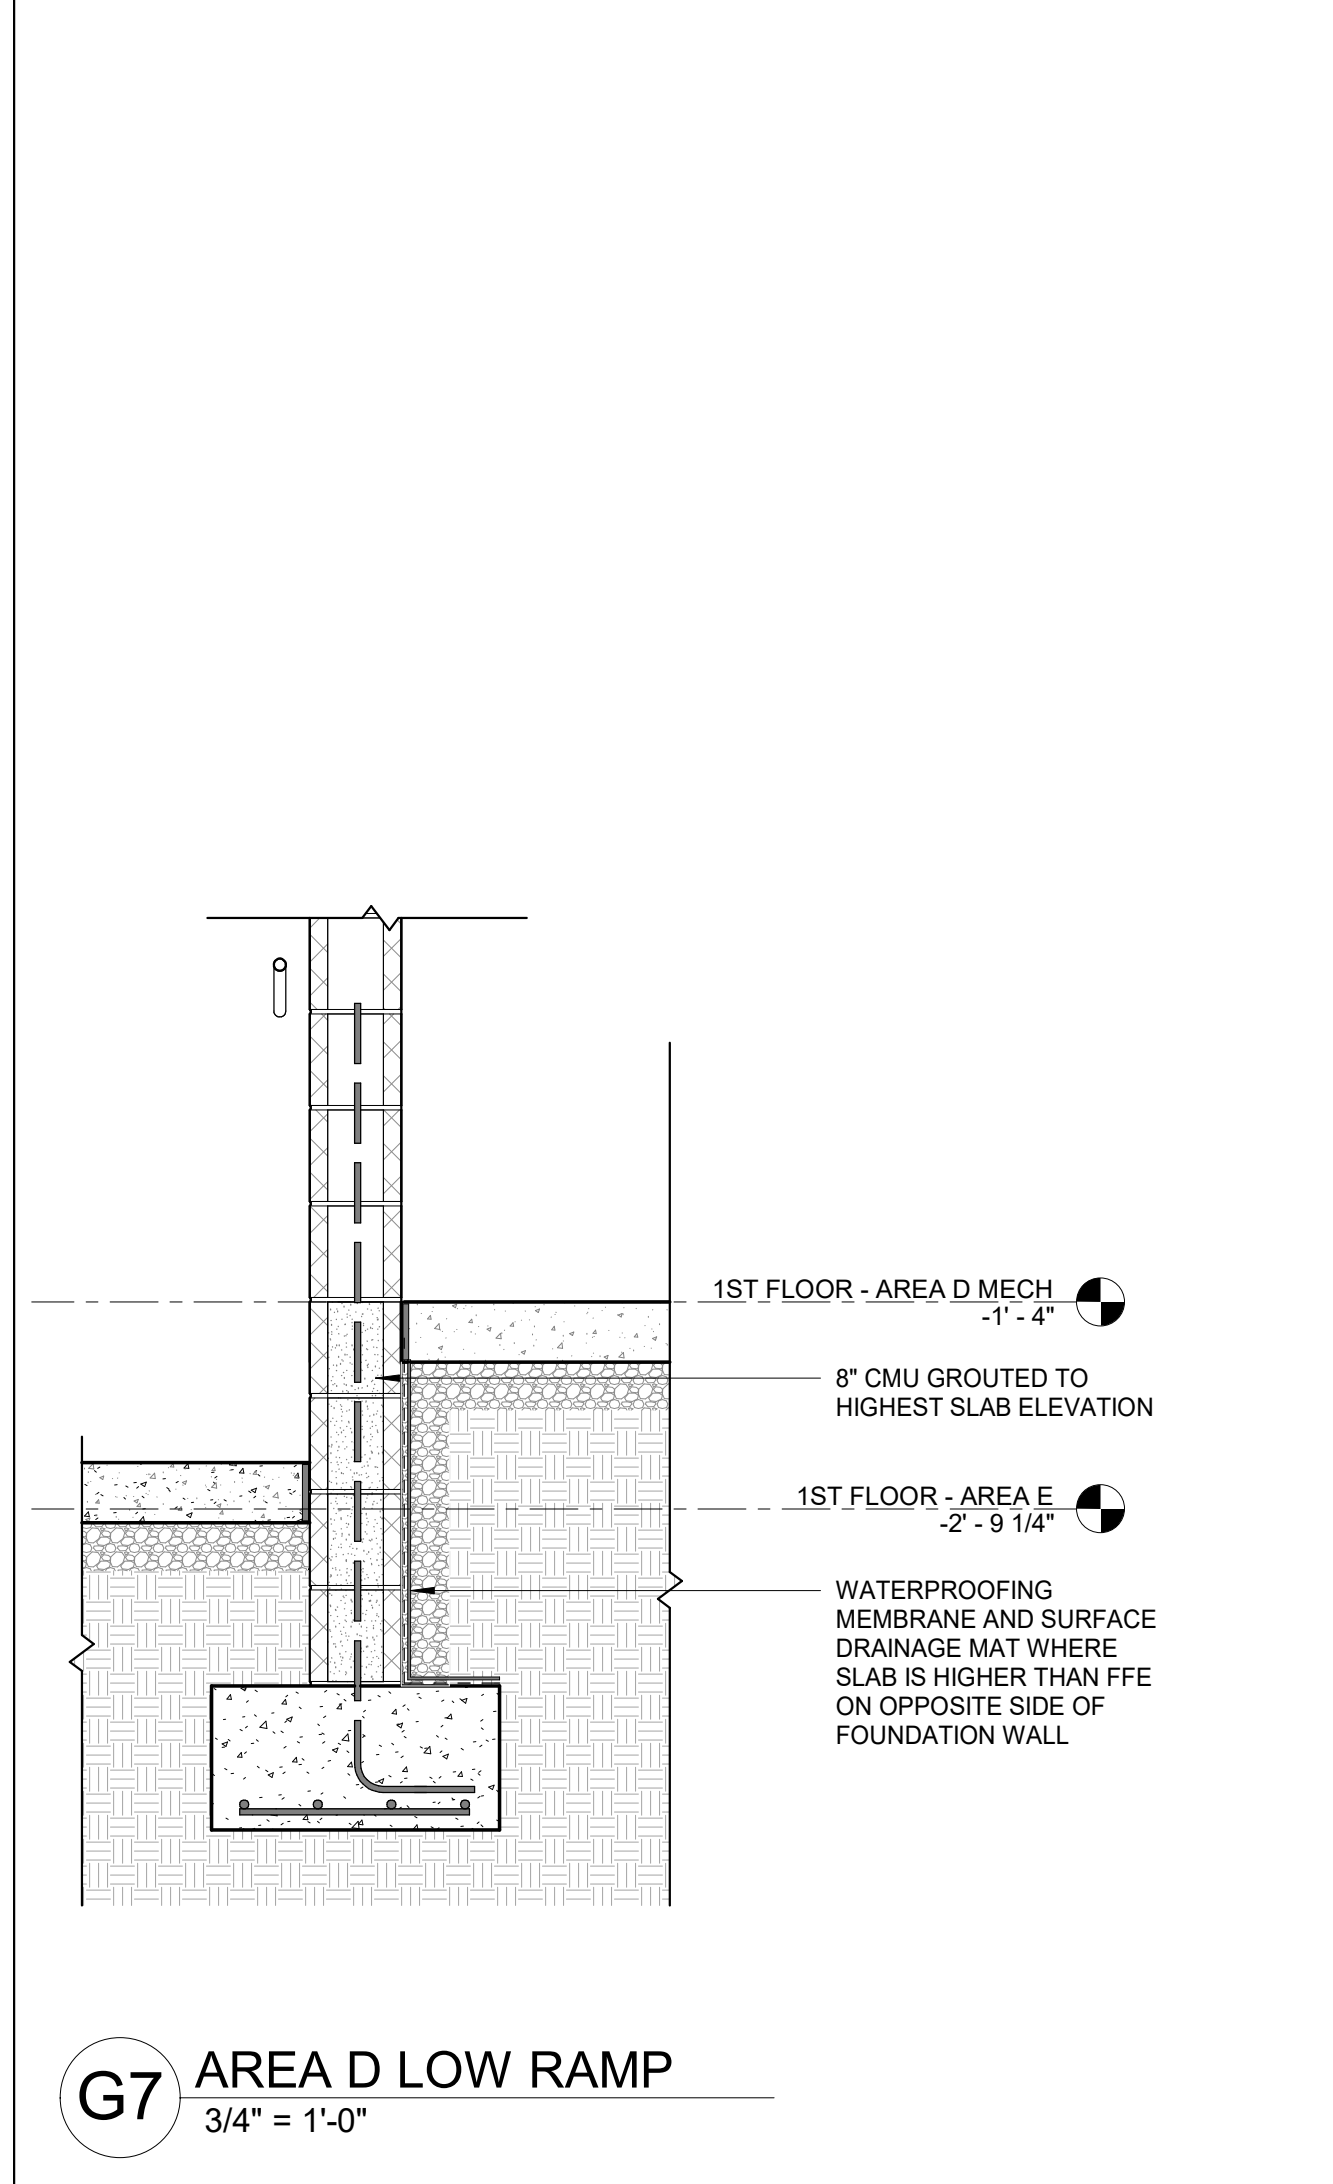 1ST FLOOR - AREA D MECH
-1' - 4"
8" CMU GROUTED TO
HIGHEST SLAB ELEVATION
1ST FLOOR - AREA E
-2' - 9 1/4"
WATERPROOFING
MEMBRANE AND SURFACE
DRAINAGE MAT WHERE
SLAB IS HIGHER THAN FFE
ON OPPOSITE SIDE OF
FOUNDATION WALL
G7
AREA D LOW RAMP
3/4" = 1'-0"